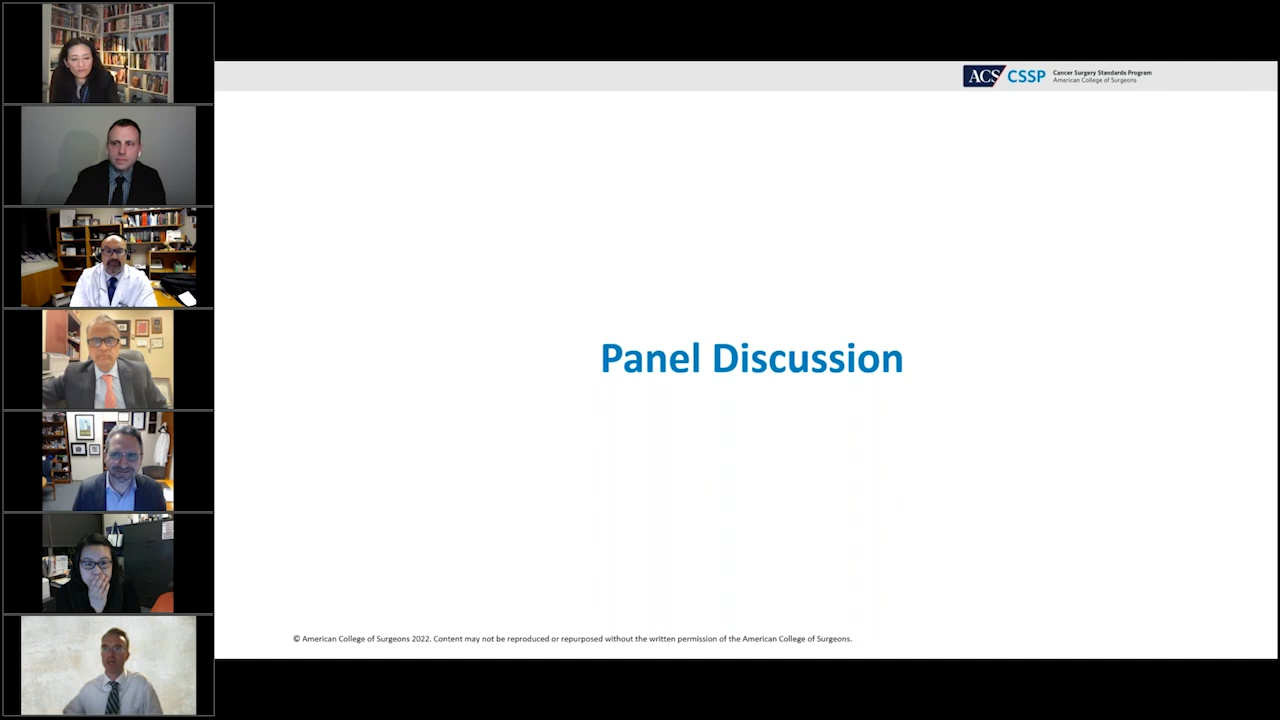 ACS CSSP Cancer Surgery Standards Program
American College of Surgeons
Panel Discussion
© American College of Surgeons 2022. Content may not be reproduced or repurposed without the written permission of the American College of Surgeons.